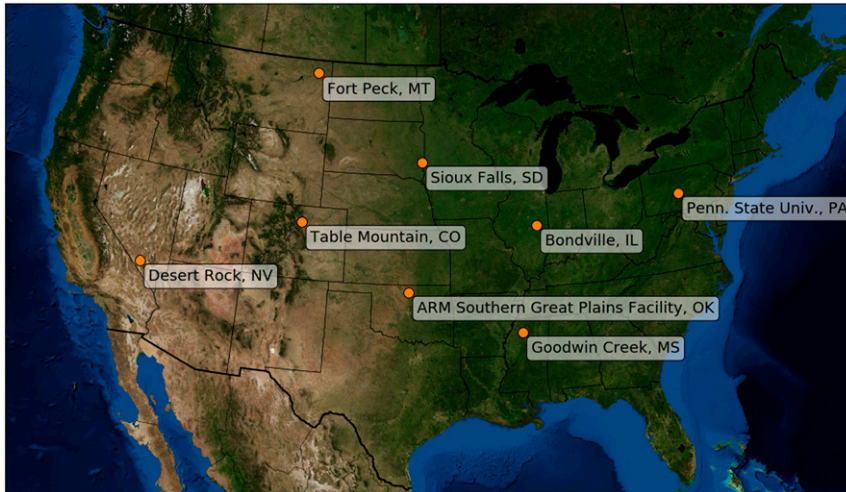 Fort Peck, MT
Sioux Falls, SD
Penn. State Univ., PA
Table Mountain, CO
Bondville, IL
Desert Rock, NV
ARM Southern Great Plains Facility, OK
Goodwin Creek, MS